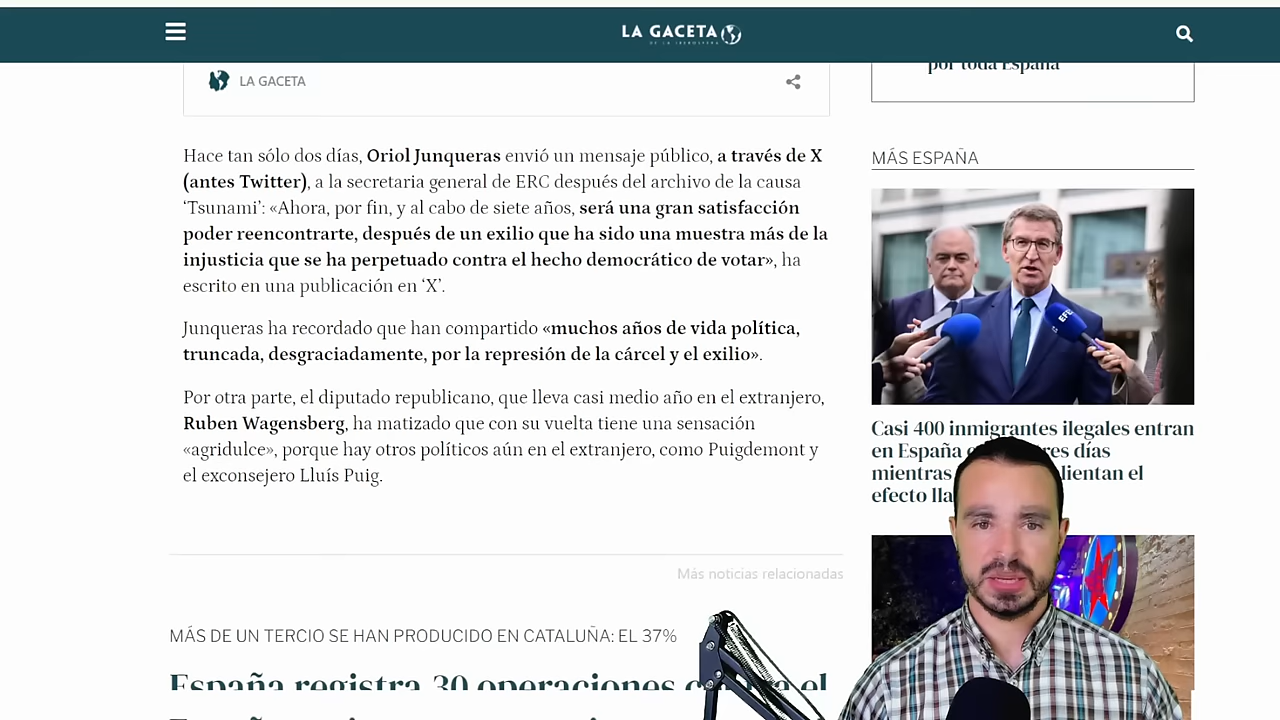 LA GACETA
DE LA IBEROSFERA
LA GACETA
por toda España
Hace tan sólo dos días, Oriol Junqueras envió un mensaje público, a través de X
(antes Twitter), a la secretaria general de ERC después del archivo de la causa
‘Tsunami’: «Ahora, por fin, y al cabo de siete años, será una gran satisfacción
poder reencontrarte, después de un exilio que ha sido una muestra más de la
injusticia que se ha perpetuado contra el hecho democrático de votar», ha
escrito en una publicación en ‘X’.
Junqueras ha recordado que han compartido «muchos años de vida política,
truncada, desgraciadamente, por la represión de la cárcel y el exilio».
Por otra parte, el diputado republicano, que lleva casi medio año en el extranjero,
Ruben Wagensberg, ha matizado que con su vuelta tiene una sensación
«agridulce», porque hay otros políticos aún en el extranjero, como Puigdemont y
el exconsejero Lluís Puig.
Más noticias relacionadas
MÁS DE UN TERCIO SE HAN PRODUCIDO EN CATALUÑA: EL 37%
España registra 30 operaciones el
MÁS ESPAÑA
EFE
Casi 400 inmigrantes ilegales entran
en España días
mientras el
efecto